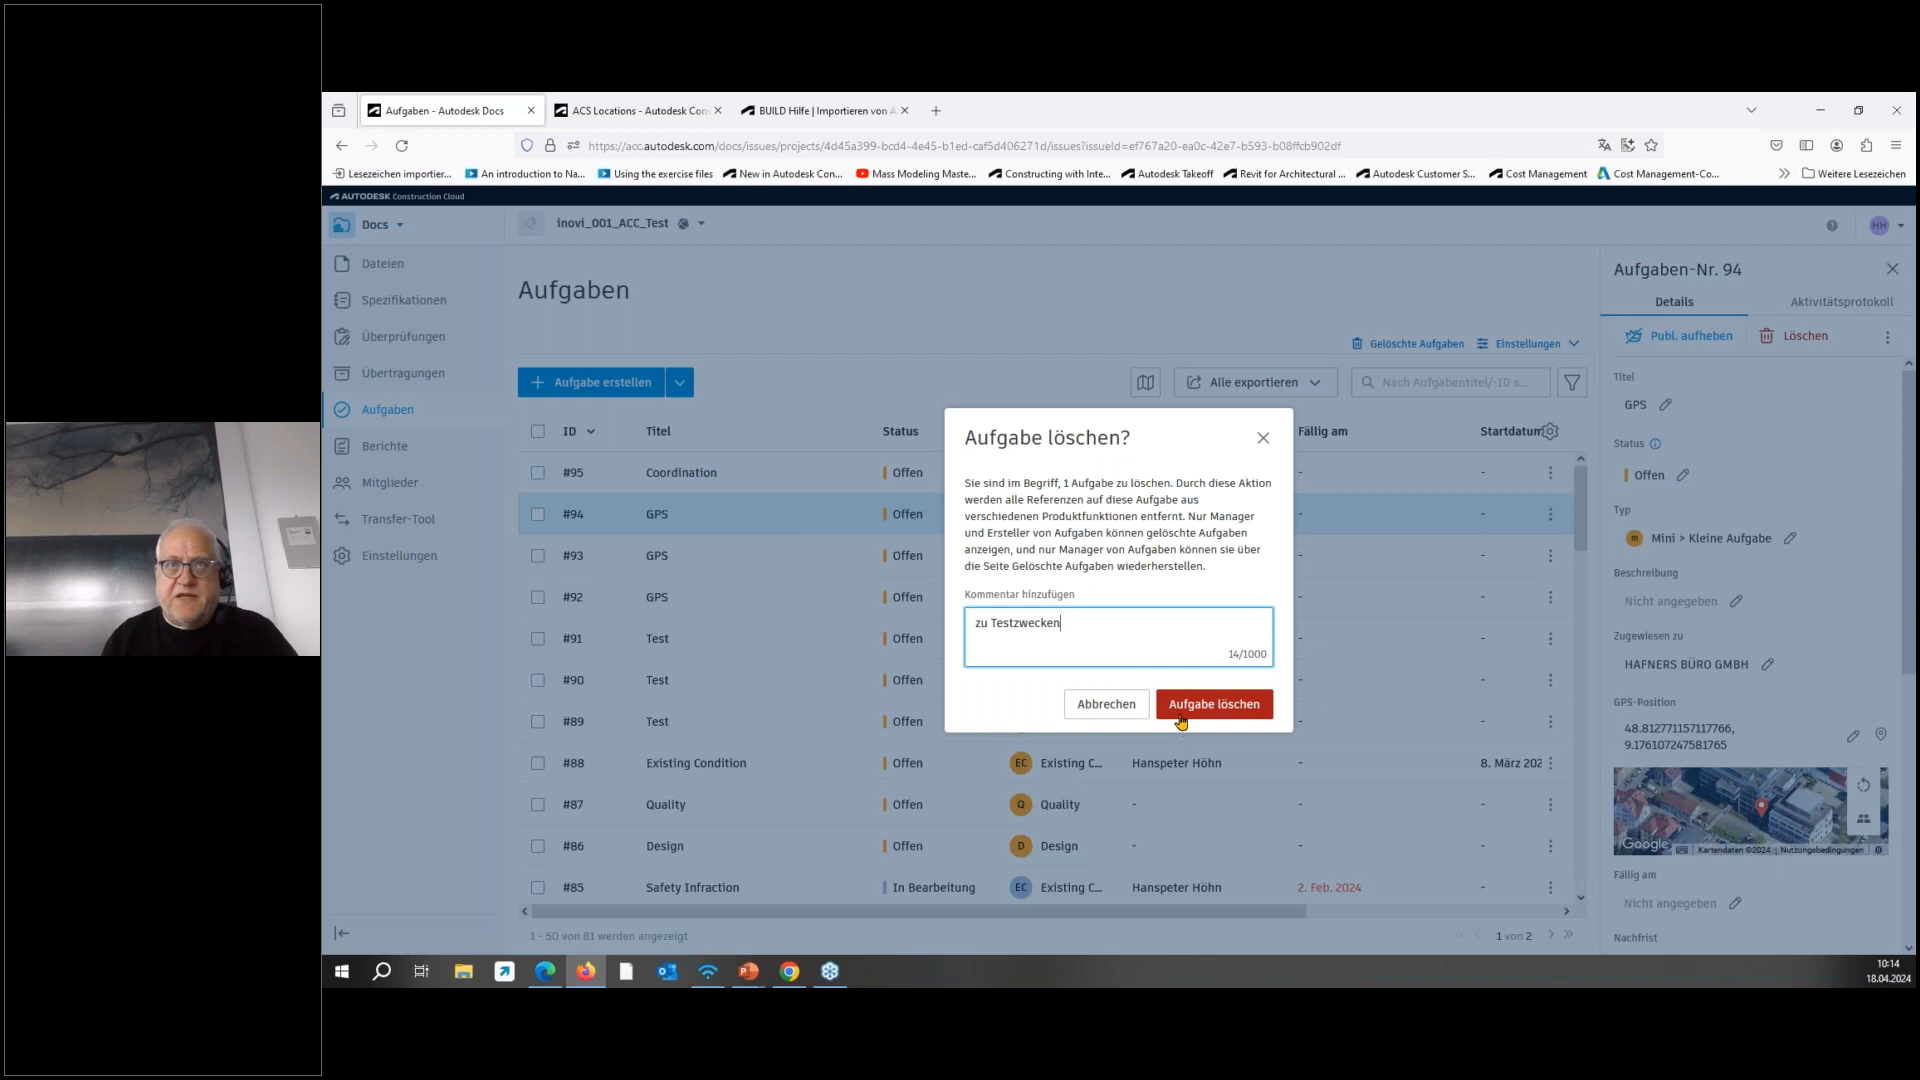 Aufgaben - Autodesk Docs
ACS Locations - Autodesk Con
BUILD Hilfe | Importieren von A
https://acc.autodesk.com/docs/issues/projects/4d45a399-bcd4-4e45-b1ed-caf5d406271d/issues?issueId=ef767a20-ea0c-42e7-b593-b08ffcb902df
Lesezeichen importier...
An introduction to Na...
Using the exercise files
New in Autodesk Con...
Mass Modeling Maste...
Constructing with Inte...
Autodesk Takeoff
Revit for Architectural ...
Autodesk Customer S...
Cost Management
Cost Management-Co...
Weitere Lesezeichen
AUTODESK Construction Cloud
Docs
inovi_001_ACC_Test
HH
Dateien
Spezifikationen
Überprüfungen
Übertragungen
Aufgaben
Berichte
Mitglieder
Transfer-Tool
Einstellungen
Aufgaben
Gelöschte Aufgaben
Einstellungen
Aufgabe erstellen
Alle exportieren
Nach Aufgabentitel/-ID s...
ID Titel Status Fällig am Startdatum
#95 Coordination Offen - -
#94 GPS Offen - -
#93 GPS Offen - -
#92 GPS Offen - -
#91 Test Offen - -
#90 Test Offen - -
#89 Test Offen - -
#88 Existing Condition Offen EC Existing C... Hanspeter Höhn - 8. März 202
#87 Quality Offen Q Quality - - -
#86 Design Offen D Design - - -
#85 Safety Infraction In Bearbeitung EC Existing C... Hanspeter Höhn 2. Feb. 2024 -
1 - 50 von 81 werden angezeigt
1 von 2
Aufgabe löschen?
Sie sind im Begriff, 1 Aufgabe zu löschen. Durch diese Aktion
werden alle Referenzen auf diese Aufgabe aus
verschiedenen Produktfunktionen entfernt. Nur Manager
und Ersteller von Aufgaben können gelöschte Aufgaben
anzeigen, und nur Manager von Aufgaben können sie über
die Seite Gelöschte Aufgaben wiederherstellen.
Kommentar hinzufügen
zu Testzwecken
14/1000
Abbrechen
Aufgabe löschen
Aufgaben-Nr. 94
Details
Aktivitätsprotokoll
Publ. aufheben
Löschen
Titel
GPS
Status
Offen
Typ
m Mini > Kleine Aufgabe
Beschreibung
Nicht angegeben
Zugewiesen zu
HAFNERS BÜRO GMBH
GPS-Position
48.812771157117766,
9.176107247581765
Google
Kartendaten ©2024
Nutzungsbedingungen
Fällig am
Nicht angegeben
Nachfrist
10:14
18.04.2024